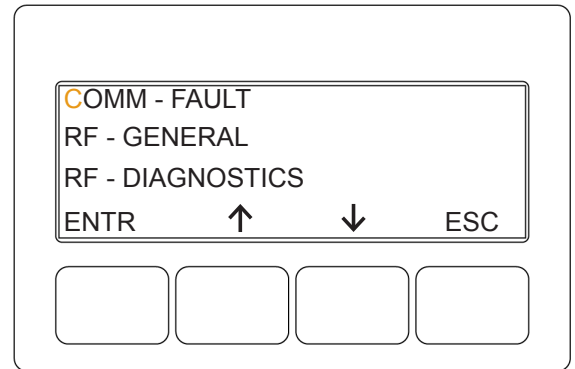 COMM - FAULT
RF - GENERAL
RF - DIAGNOSTICS
ENTR ↑ ↓ ESC